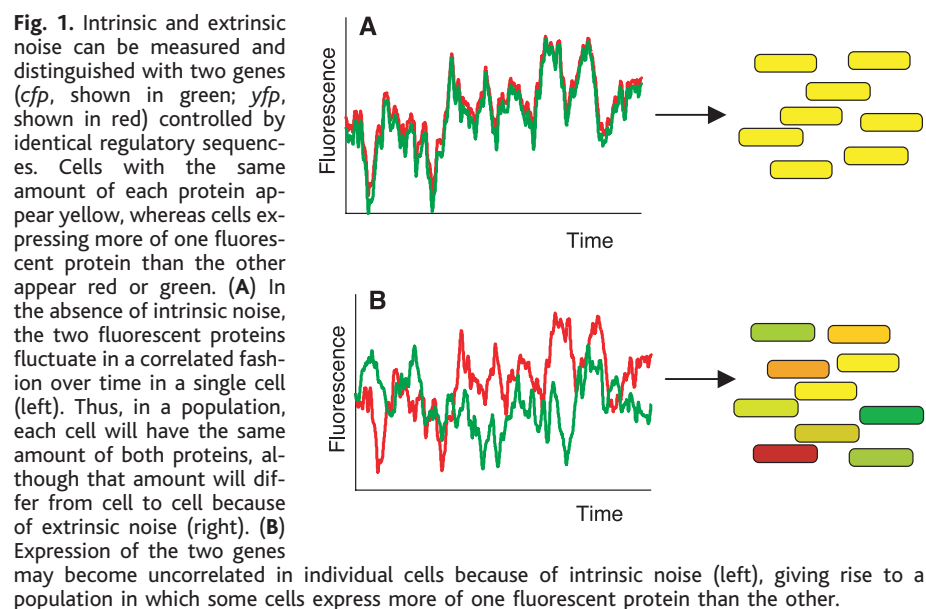 Fig. 1. Intrinsic and extrinsic
noise can be measured and
distinguished with two genes
(cfp, shown in green; yfp,
shown in red) controlled by
identical regulatory sequenc-
es. Cells with the same
amount of each protein ap-
pear yellow, whereas cells ex-
pressing more of one fluores-
cent protein than the other
appear red or green. (A) In
the absence of intrinsic noise,
the two fluorescent proteins
fluctuate in a correlated fash-
ion over time in a single cell
(left). Thus, in a population,
each cell will have the same
amount of both proteins, al-
though that amount will dif-
fer from cell to cell because
of extrinsic noise (right). (B)
Expression of the two genes
may become uncorrelated in individual cells because of intrinsic noise (left), giving rise to a
population in which some cells express more of one fluorescent protein than the other.
A
Fluorescence
Time
B
Fluorescence
Time